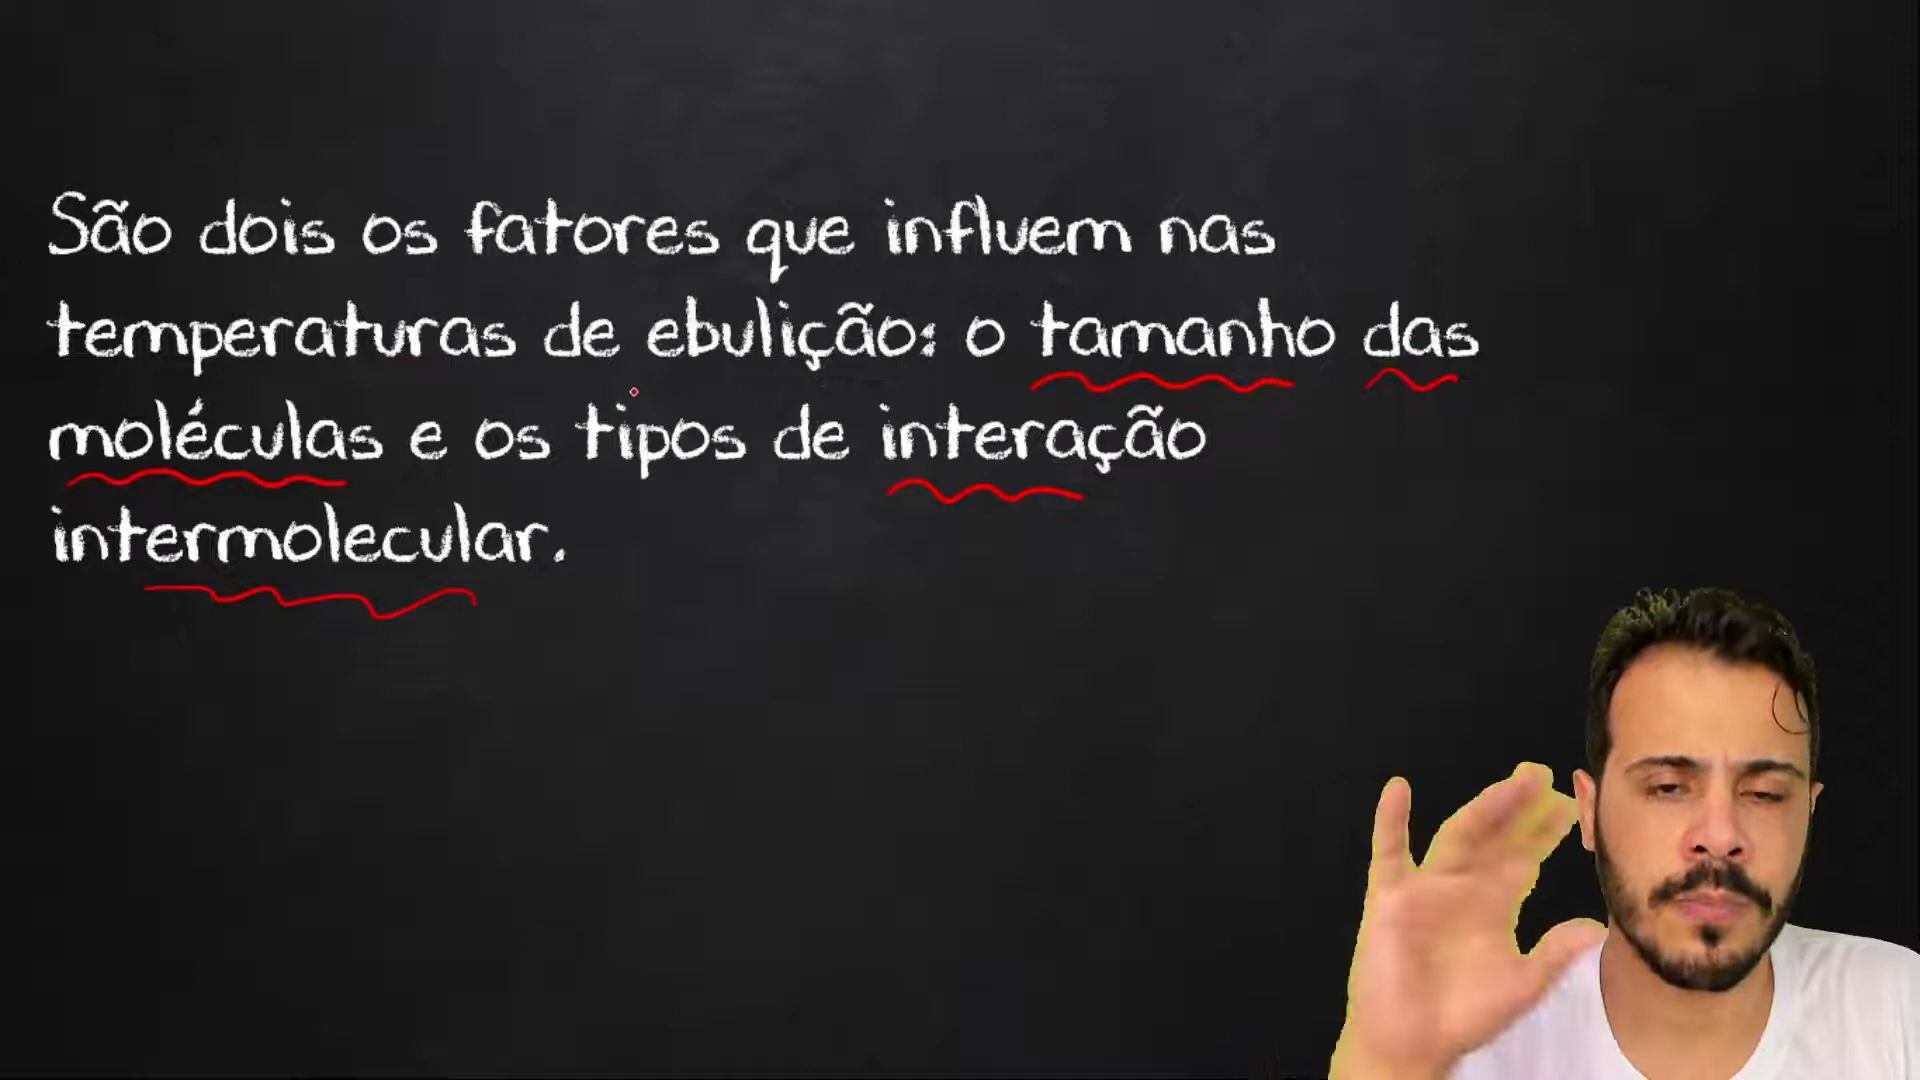 São dois os fatores que influem nas
temperaturas de ebulição: o tamanho das
moléculas e os tipos de interação
intermolecular.